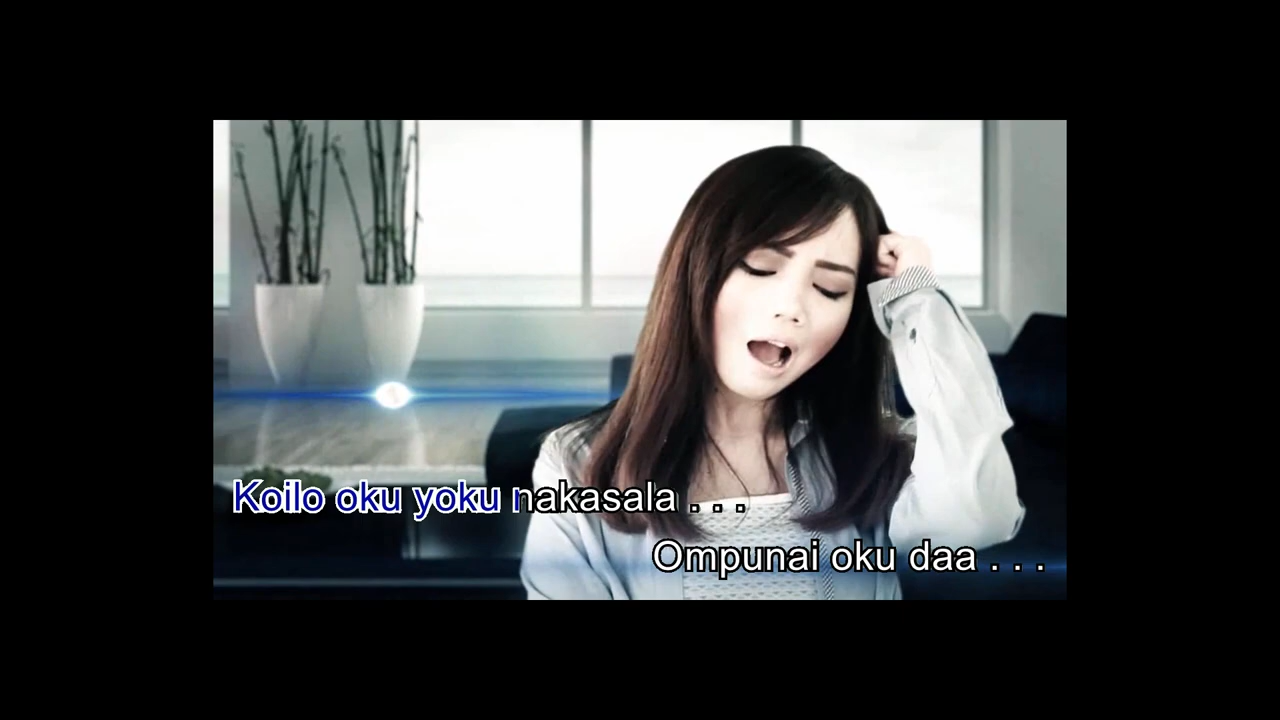 Koilo oku yoku nakasala . . .
Ompunai oku daa . . .